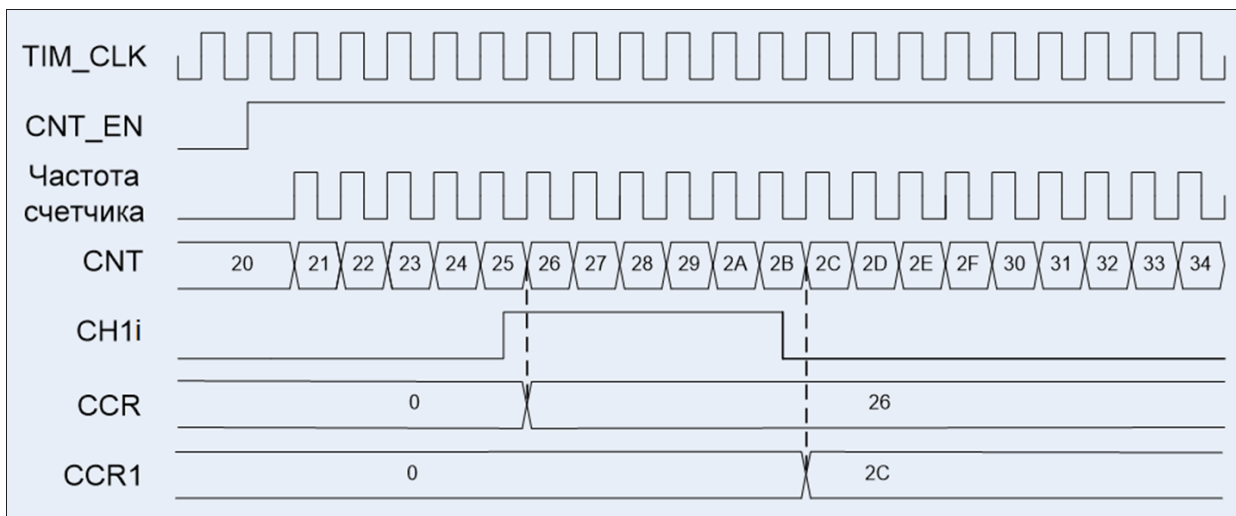 TIM_CLK
CNT_EN
Частота
счетчика
CNT 20 21 22 23 24 25 26 27 28 29 2A 2B 2C 2D 2E 2F 30 31 32 33 34
CH1i
CCR 0 26
CCR1 0 2C